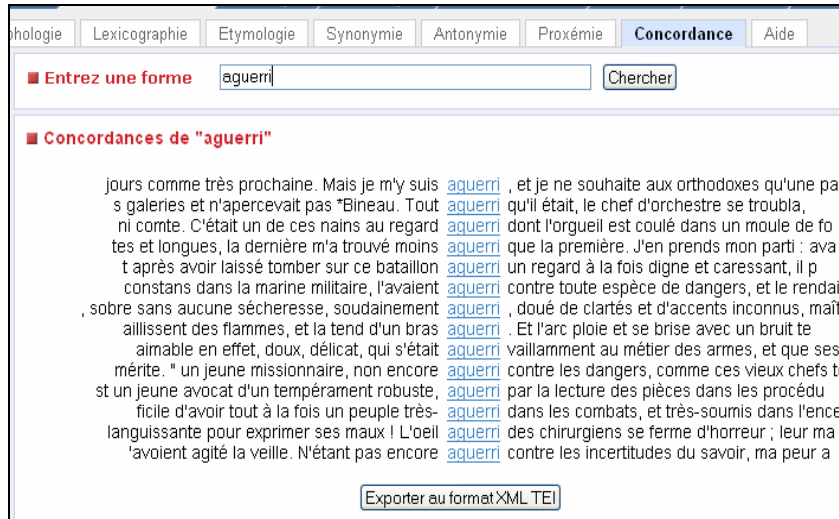 phologie Lexicographie Etymologie Synonymie Antonymie Proxémie Concordance Aide
Entrez une forme aguerri Chercher
Concordances de "aguerri"
jours comme très prochaine. Mais je m'y suis aguerri , et je ne souhaite aux orthodoxes qu'une pa
s galeries et n'apercevait pas *Bineau. Tout aguerri qu'il était, le chef d'orchestre se troubla,
ni comte. C'était un de ces nains au regard aguerri dont l'orgueil est coulé dans un moule de fo
tes et longues, la dernière m'a trouvé moins aguerri que la première. J'en prends mon parti : ava
t après avoir laissé tomber sur ce bataillon aguerri un regard à la fois digne et caressant, il p
constans dans la marine militaire, l'avaient aguerri contre toute espèce de dangers, et le rendai
, sobre sans aucune sécheresse, soudainement aguerri , doué de clartés et d'accents inconnus, maît
aillissent des flammes, et la tend d'un bras aguerri . Et l'arc ploie et se brise avec un bruit te
aimable en effet, doux, délicat, qui s'était aguerri vaillamment au métier des armes, et que ses
mérite. " un jeune missionnaire, non encore aguerri contre les dangers, comme ces vieux chefs t
st un jeune avocat d'un tempérament robuste, aguerri par la lecture des pièces dans les procédu
ficile d'avoir tout à la fois un peuple très- aguerri dans les combats, et très-soumis dans l'ence
languissante pour exprimer ses maux ! L'oeil aguerri des chirurgiens se ferme d'horreur ; leur ma
'avoient agité la veille. N'étant pas encore aguerri contre les incertitudes du savoir, ma peur a
Exporter au format XML TEI